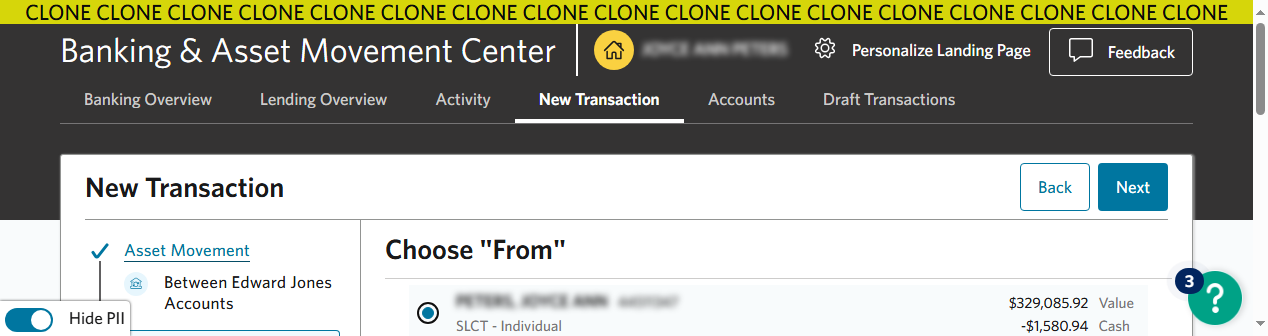 CLONE CLONE CLONE CLONE CLONE CLONE CLONE CLONE CLONE CLONE CLONE CLONE CLONE CLONE CLONE CLONE CLONE
Banking & Asset Movement Center
Personalize Landing Page
Feedback
Banking Overview Lending Overview Activity New Transaction Accounts Draft Transactions
New Transaction
Back Next
Asset Movement
Between Edward Jones
Accounts
Hide PII
Choose "From"
$329,085.92 Value
SLCT - Individual
-$1,580.94 Cash
3
?